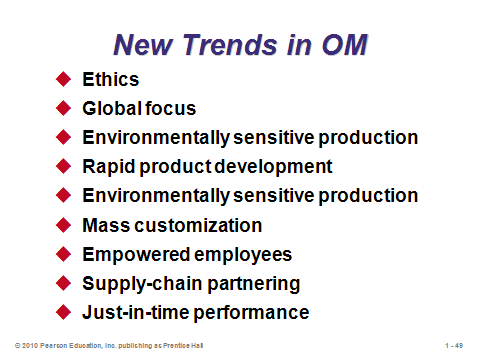 New Trends in OM
Ethics
Global focus
Environmentally sensitive production
Rapid product development
Environmentally sensitive production
Mass customization
Empowered employees
Supply-chain partnering
Just-in-time performance
© 2010 Pearson Education, Inc. publishing as Prentice Hall
1 - 49